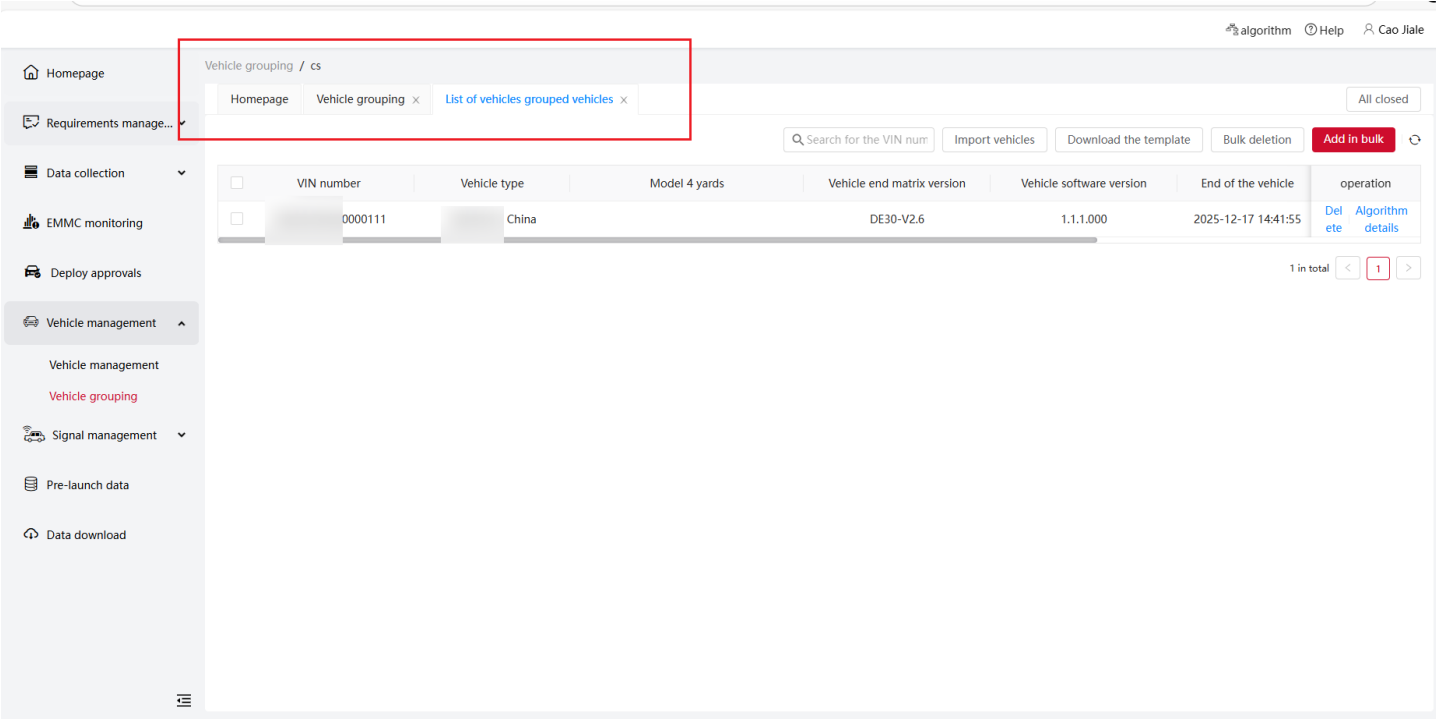 algorithm Help Cao Jiale
Homepage
Requirements manage...
Data collection
EMMC monitoring
Deploy approvals
Vehicle management
Vehicle management
Vehicle grouping
Signal management
Pre-launch data
Data download
Vehicle grouping / cs
Homepage Vehicle grouping × List of vehicles grouped vehicles × All closed
Search for the VIN num Import vehicles Download the template Bulk deletion Add in bulk
VIN number Vehicle type Model 4 yards Vehicle end matrix version Vehicle software version End of the vehicle operation
0000111 China DE30-V2.6 1.1.1.000 2025-12-17 14:41:55 Del Algorithm
ete details
1 in total < 1 >